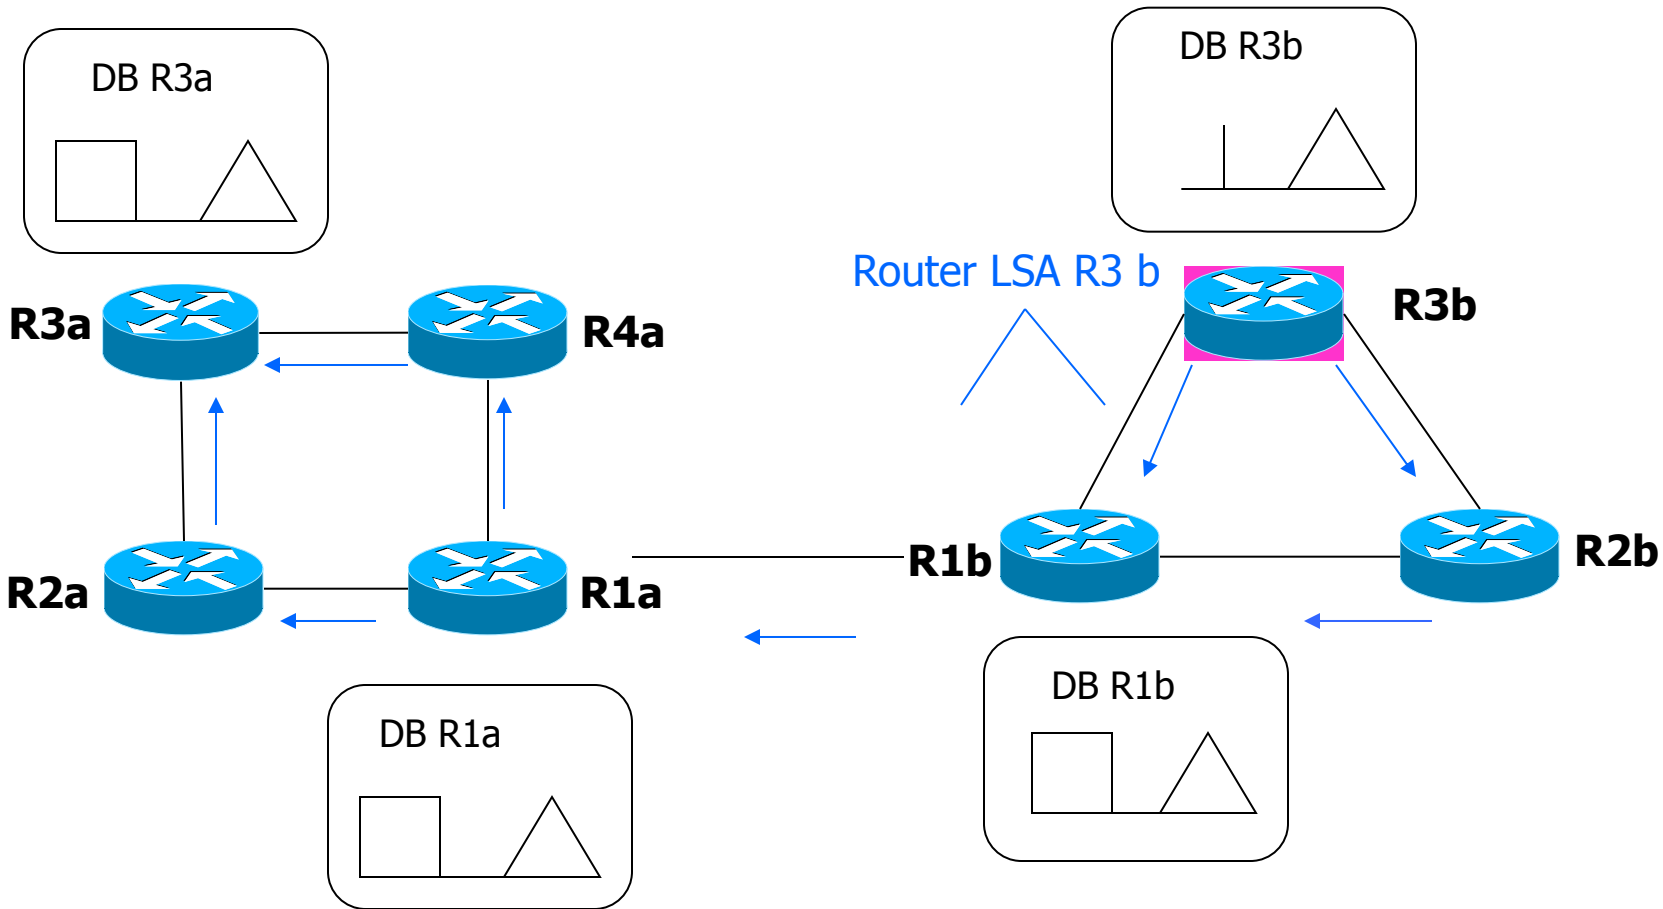 DB R3a
DB R3b
Router LSA R3 b
R3a
R4a
R3b
R2a
R1a
R1b
R2b
DB R1a
DB R1b